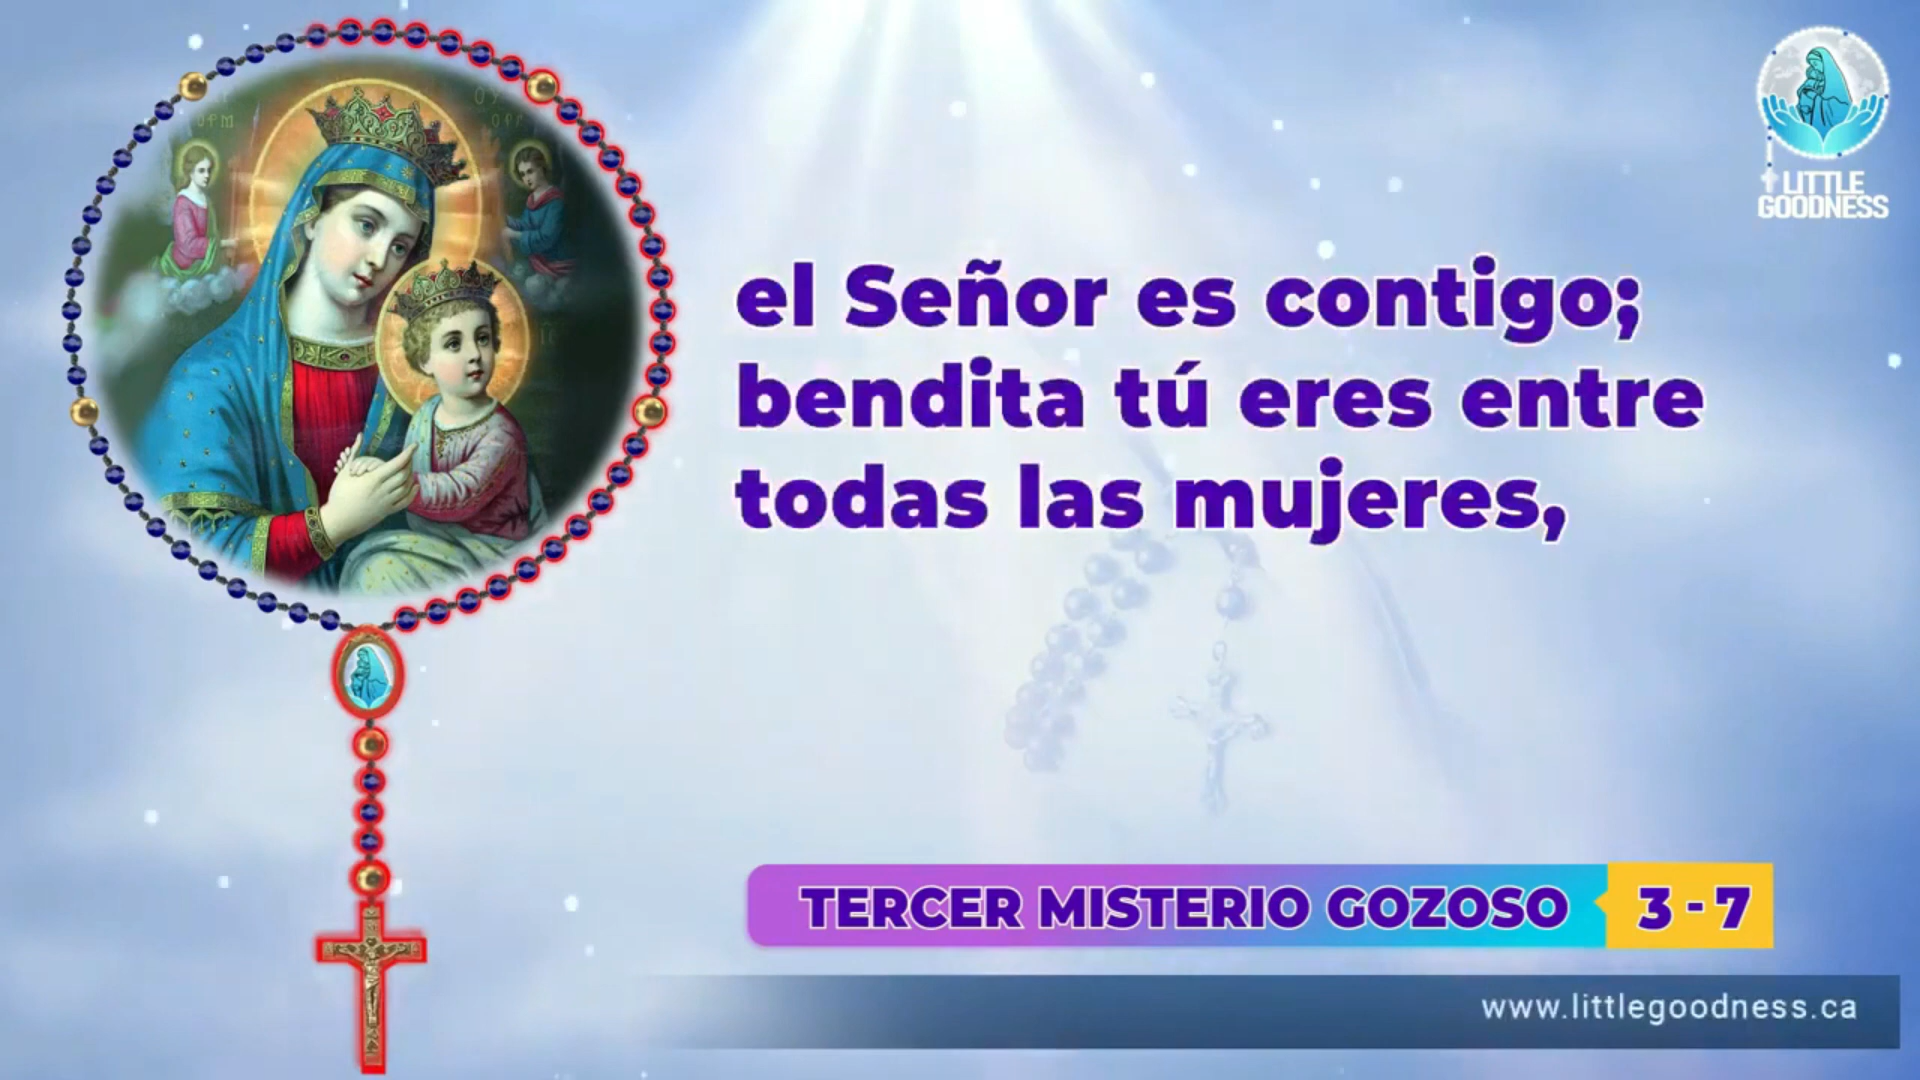 LITTLE
GOODNESS
el Señor es contigo;
bendita tú eres entre
todas las mujeres,
TERCER MISTERIO GOZOSO 3 - 7
www.littlegoodness.ca